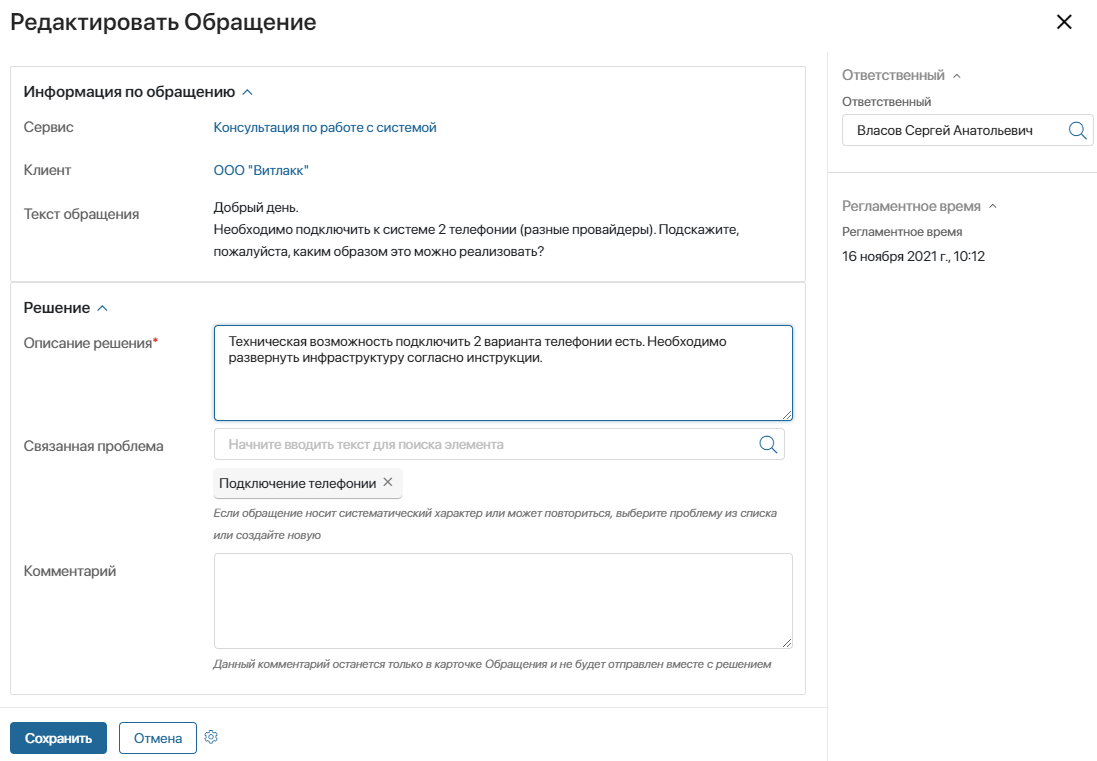 Редактировать Обращение
Информация по обращению
Сервис
Консультация по работе с системой
Клиент
ООО "Витлакк"
Текст обращения
Добрый день.
Необходимо подключить к системе 2 телефонии (разные провайдеры). Подскажите,
пожалуйста, каким образом это можно реализовать?
Решение
Описание решения*
Техническая возможность подключить 2 варианта телефонии есть. Необходимо
развернуть инфраструктуру согласно инструкции.
Связанная проблема
Начните вводить текст для поиска элемента
Подключение телефонии
Если обращение носит систематический характер или может повториться, выберите проблему из списка
или создайте новую
Комментарий
Данный комментарий останется только в карточке Обращения и не будет отправлен вместе с решением
Сохранить
Отмена
Ответственный
Ответственный
Власов Сергей Анатольевич
Регламентное время
Регламентное время
16 ноября 2021 г., 10:12